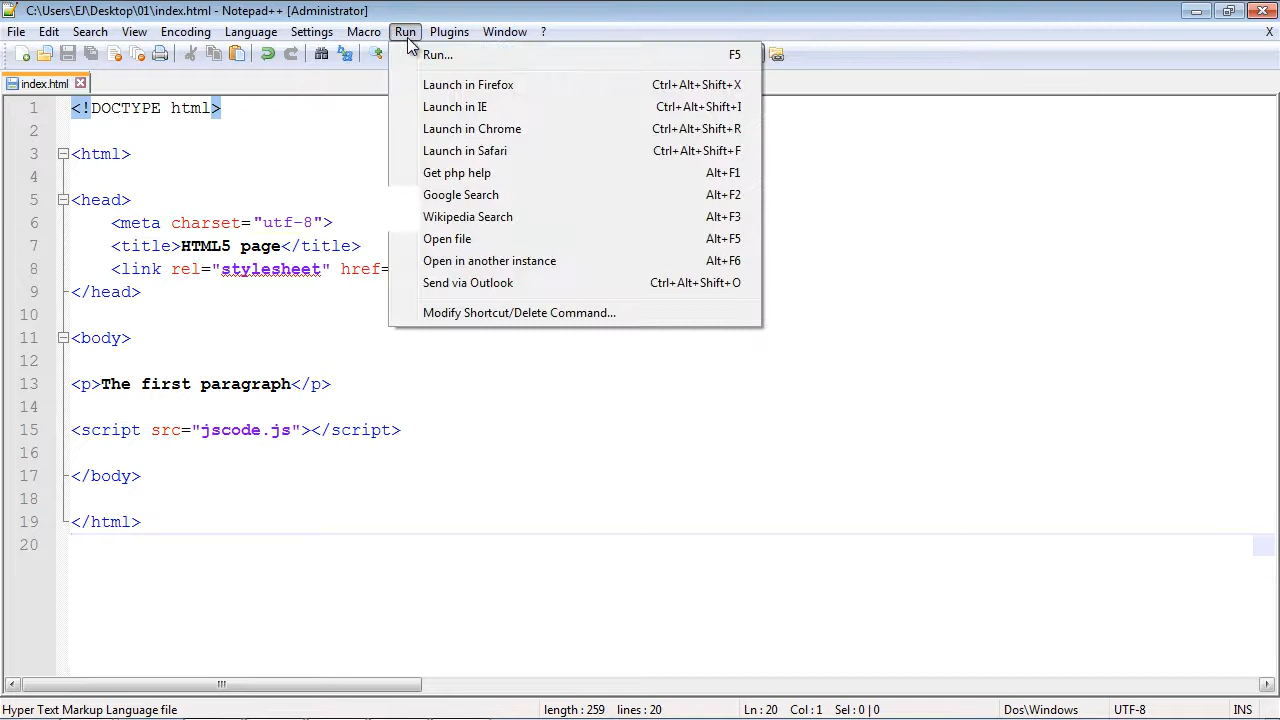 C:\Users\EJ\Desktop\01\index.html - Notepad++ [Administrator]
File Edit Search View Encoding Language Settings Macro Run Plugins Window ? X
index.html
Run... F5
Launch in Firefox Ctrl+Alt+Shift+X
Launch in IE Ctrl+Alt+Shift+I
Launch in Chrome Ctrl+Alt+Shift+R
Launch in Safari Ctrl+Alt+Shift+F
Get php help Alt+F1
Google Search Alt+F2
Wikipedia Search Alt+F3
Open file Alt+F5
Open in another instance Alt+F6
Send via Outlook Ctrl+Alt+Shift+O
Modify Shortcut/Delete Command...
1 <!DOCTYPE html>
2
3 <html>
4
5 <head>
6 <meta charset="utf-8">
7 <title>HTML5 page</title>
8 <link rel="stylesheet" href=
9 </head>
10
11 <body>
12
13 <p>The first paragraph</p>
14
15 <script src="jscode.js"></script>
16
17 </body>
18
19 </html>
20
Hyper Text Markup Language file length : 259 lines : 20 Ln : 20 Col : 1 Sel : 0 | 0 Dos\Windows UTF-8 INS